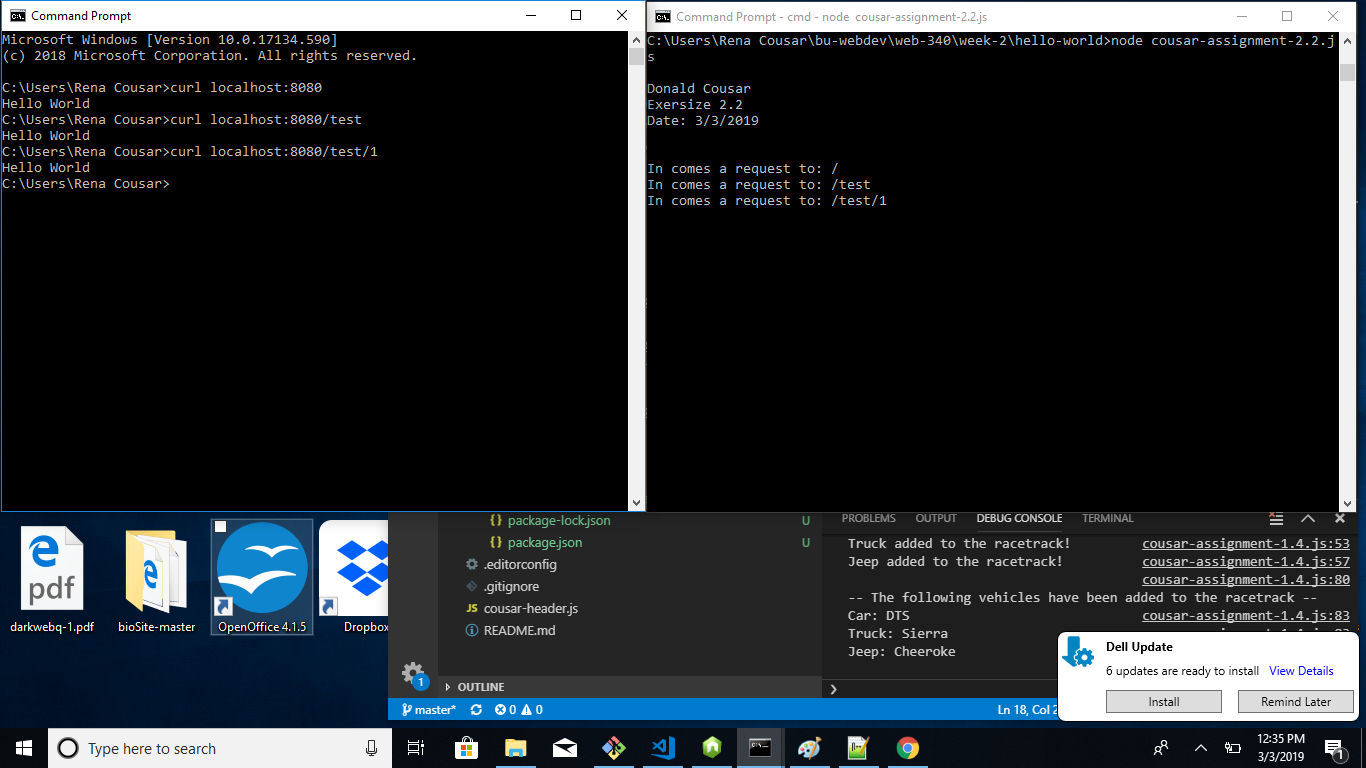 Command Prompt
Microsoft Windows [Version 10.0.17134.590]
(c) 2018 Microsoft Corporation. All rights reserved.
C:\Users\Rena Cousar>curl localhost:8080
Hello World
C:\Users\Rena Cousar>curl localhost:8080/test
Hello World
C:\Users\Rena Cousar>curl localhost:8080/test/1
Hello World
C:\Users\Rena Cousar>
Command Prompt - cmd - node  cousar-assignment-2.2.js
C:\Users\Rena Cousar\bu-webdev\web-340\week-2\hello-world>node cousar-assignment-2.2.j
s
Donald Cousar
Exersize 2.2
Date: 3/3/2019
In comes a request to: /
In comes a request to: /test
In comes a request to: /test/1
pdf
darkwebq-1.pdf
bioSite-master
OpenOffice 4.1.5
Dropbox
{} package-lock.json U
{} package.json U
.editorconfig
.gitignore
JS cousar-header.js
README.md
1
OUTLINE
PROBLEMS OUTPUT DEBUG CONSOLE TERMINAL
Truck added to the racetrack! cousar-assignment-1.4.js:53
Jeep added to the racetrack! cousar-assignment-1.4.js:57
cousar-assignment-1.4.js:80
-- The following vehicles have been added to the racetrack --
Car: DTS cousar-assignment-1.4.js:83
Truck: Sierra
Jeep: Cheeroke
master* 0 0
Ln 18, Col
Dell Update
6 updates are ready to install View Details
Install Remind Later
Type here to search
12:35 PM
3/3/2019
1